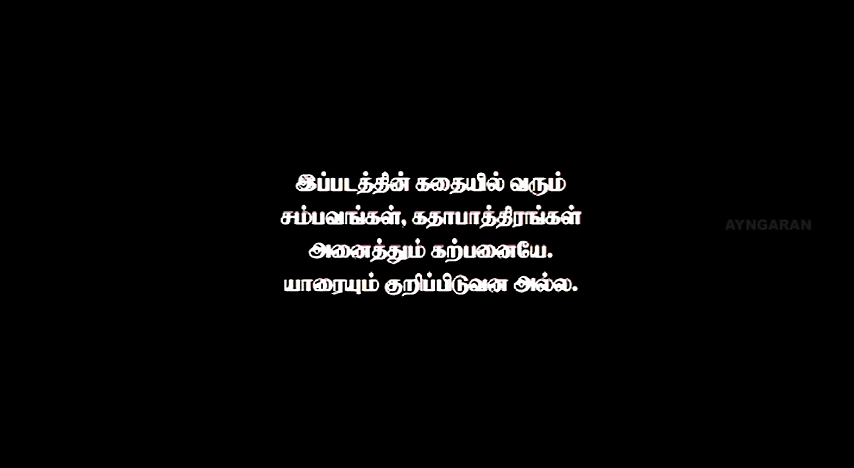 இப்படத்தின் கதையில் வரும்
சம்பவங்கள், கதாபாத்திரங்கள்
அனைத்தும் கற்பனையே.
யாரையும் குறிப்பிடுவன அல்ல.
AYNGARAN